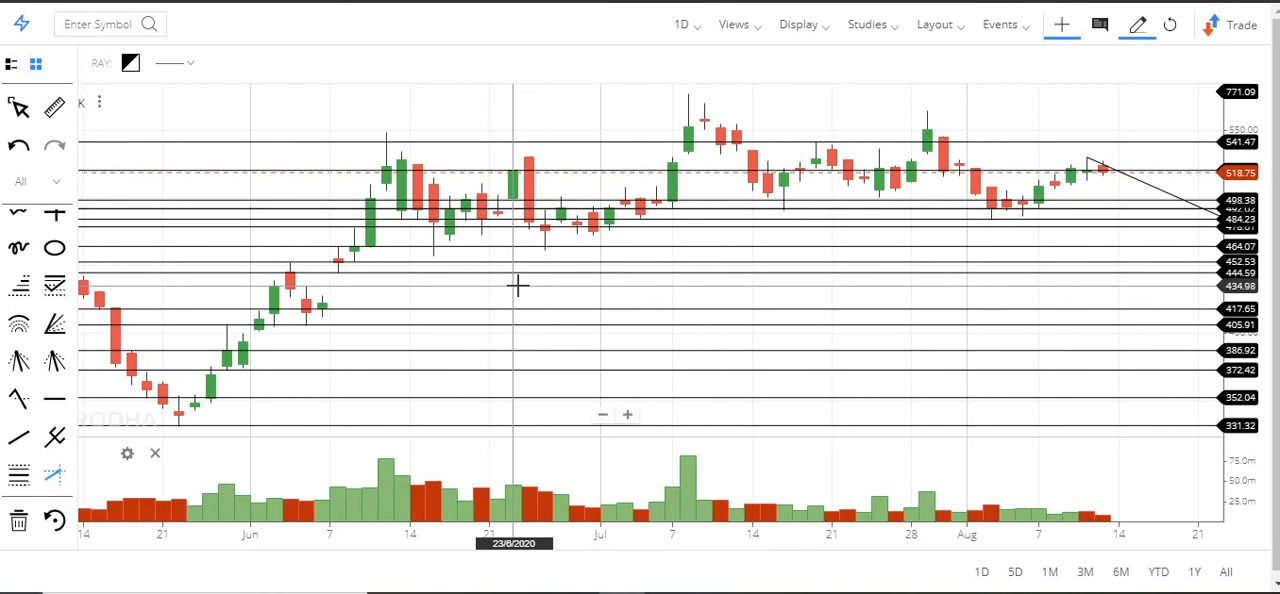 Enter Symbol 1D Views Display Studies Layout Events Trade
RAY:
K
771.09
550.00
541.47
518.75
498.38
484.23
478.01
464.07
452.53
444.59
434.98
417.65
405.91
386.92
372.42
352.04
331.32
All
75.0m
50.0m
25.0m
14 21 Jun 7 14 21 Jul 7 14 21 28 Aug 7 14 21
23/6/2020
1D 5D 1M 3M 6M YTD 1Y All